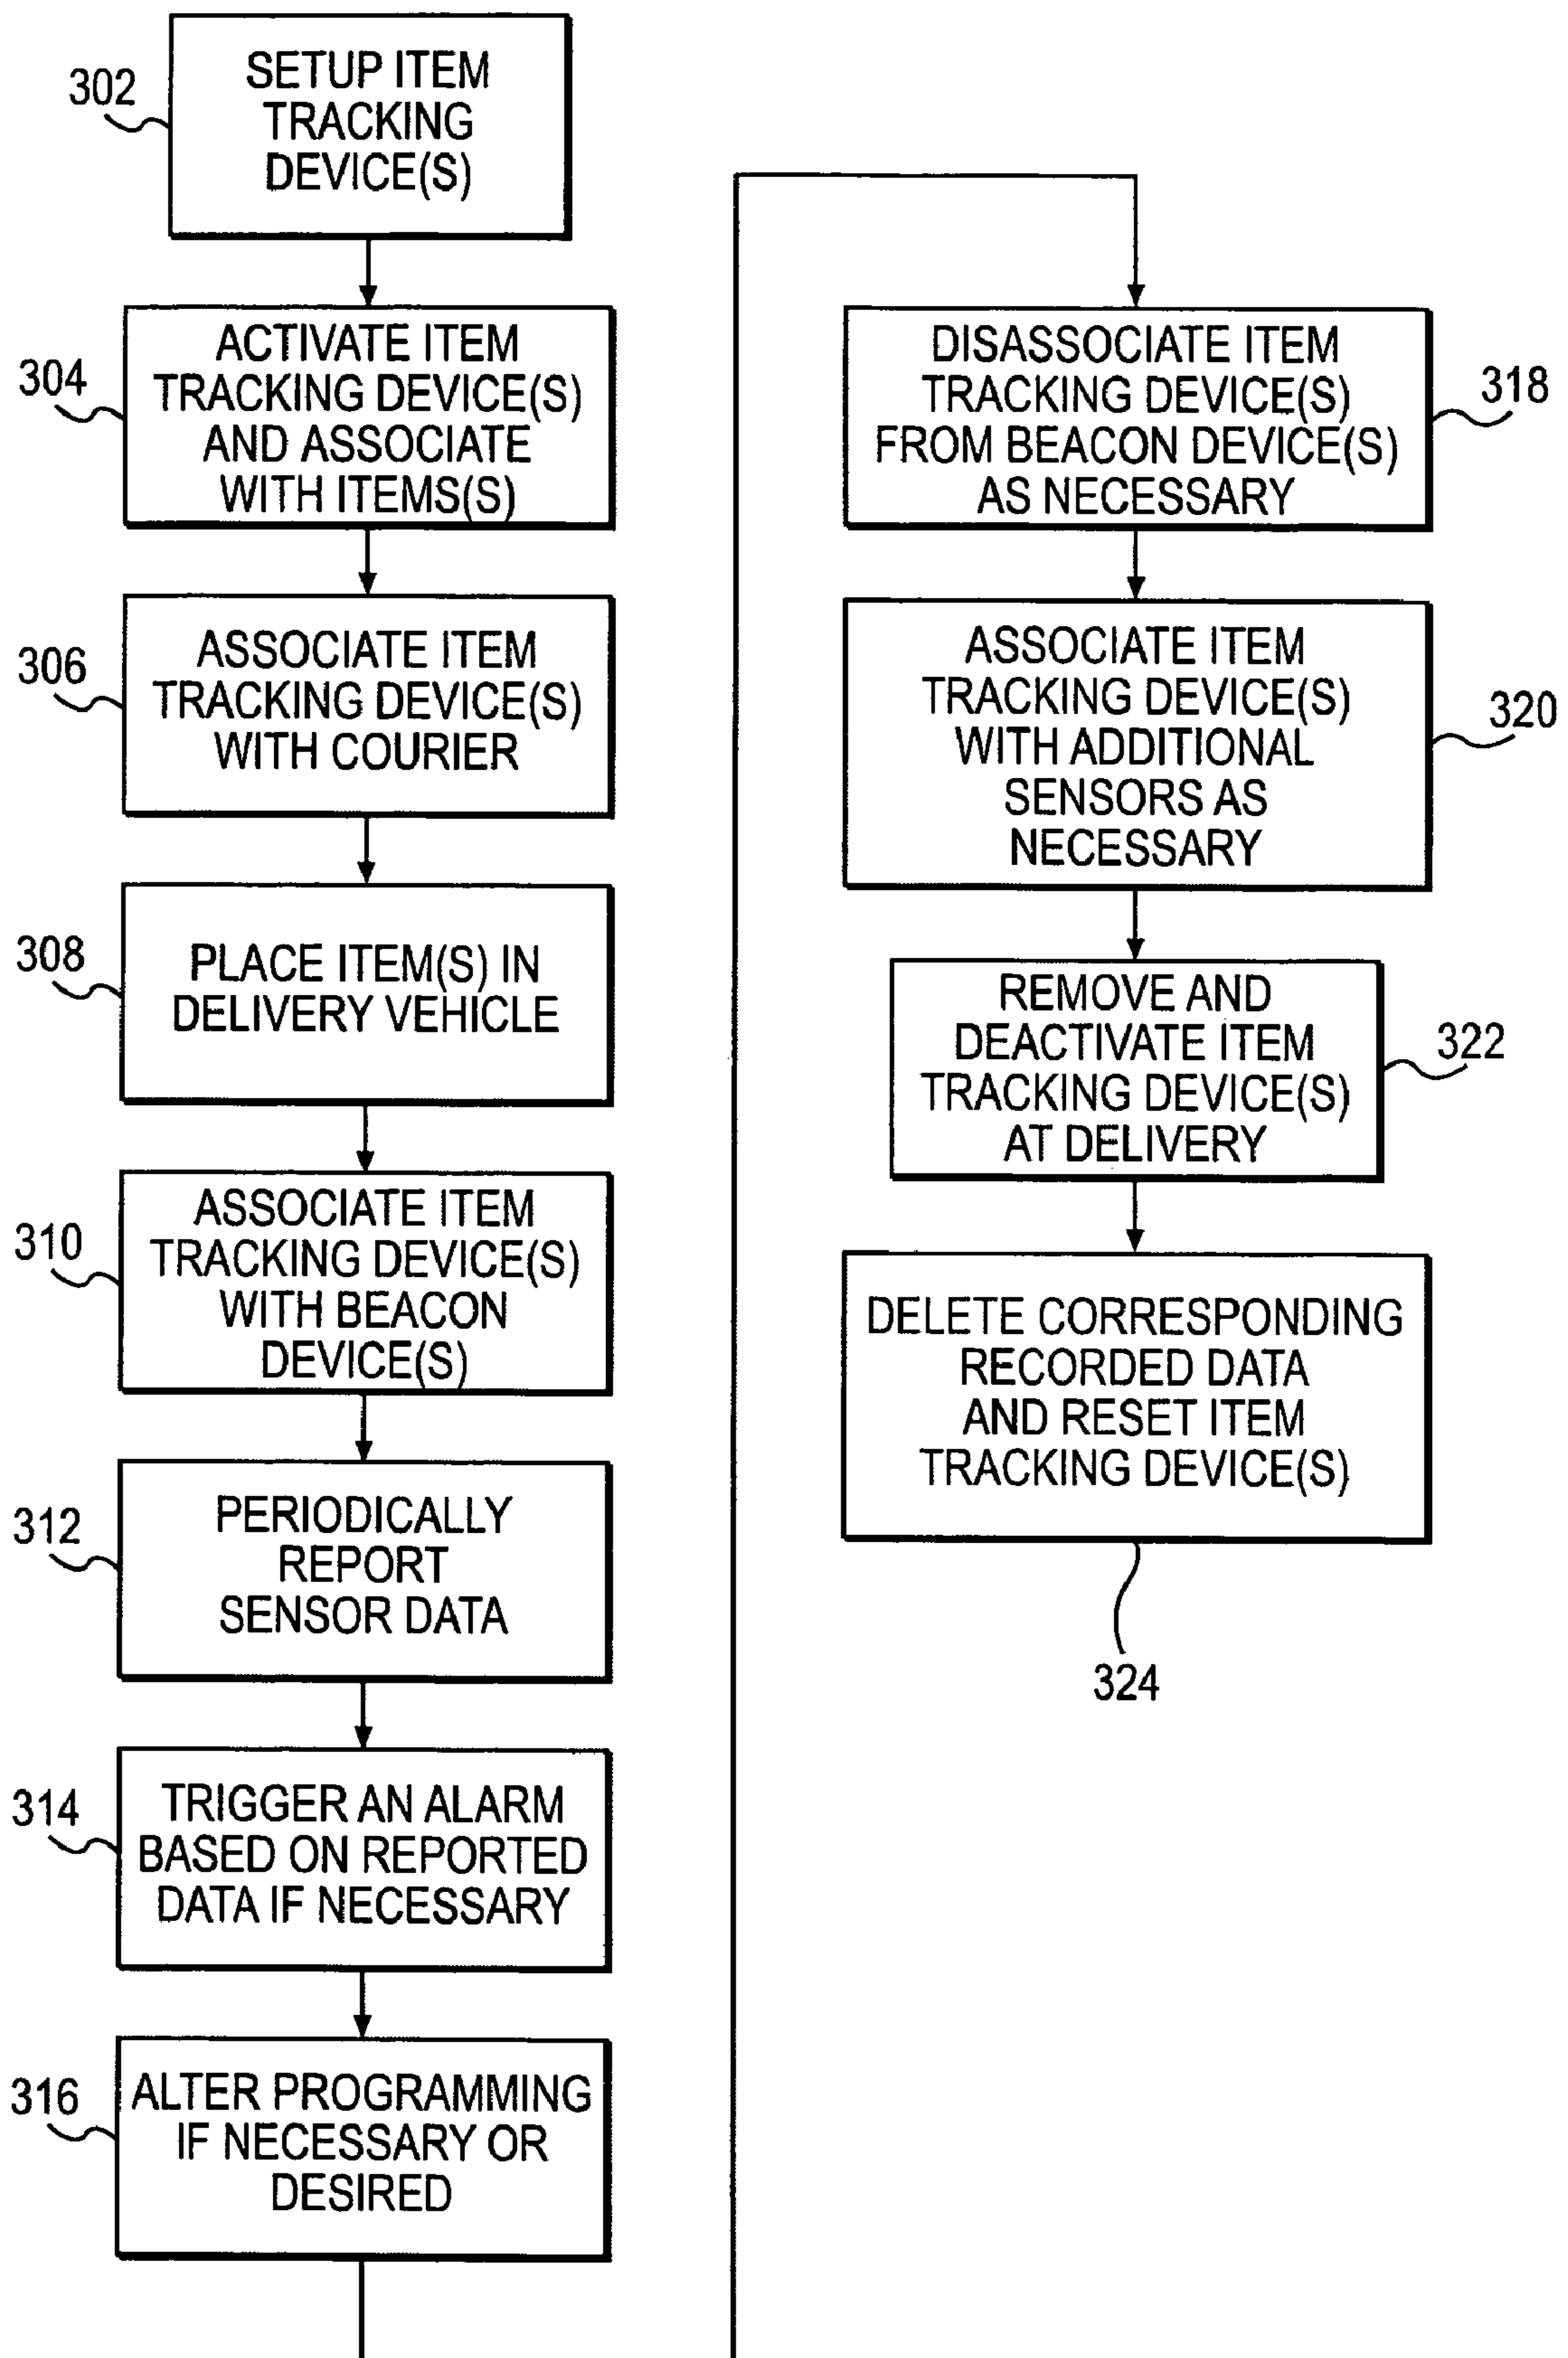 302
SETUP ITEM
TRACKING
DEVICE(S)
304
ACTIVATE ITEM
TRACKING DEVICE(S)
AND ASSOCIATE
WITH ITEMS(S)
306
ASSOCIATE ITEM
TRACKING DEVICE(S)
WITH COURIER
308
PLACE ITEM(S) IN
DELIVERY VEHICLE
310
ASSOCIATE ITEM
TRACKING DEVICE(S)
WITH BEACON
DEVICE(S)
312
PERIODICALLY
REPORT
SENSOR DATA
314
TRIGGER AN ALARM
BASED ON REPORTED
DATA IF NECESSARY
316
ALTER PROGRAMMING
IF NECESSARY OR
DESIRED
DISASSOCIATE ITEM
TRACKING DEVICE(S)
FROM BEACON DEVICE(S)
AS NECESSARY
318
ASSOCIATE ITEM
TRACKING DEVICE(S)
WITH ADDITIONAL
SENSORS AS
NECESSARY
320
REMOVE AND
DEACTIVATE ITEM
TRACKING DEVICE(S)
AT DELIVERY
322
DELETE CORRESPONDING
RECORDED DATA
AND RESET ITEM
TRACKING DEVICE(S)
324